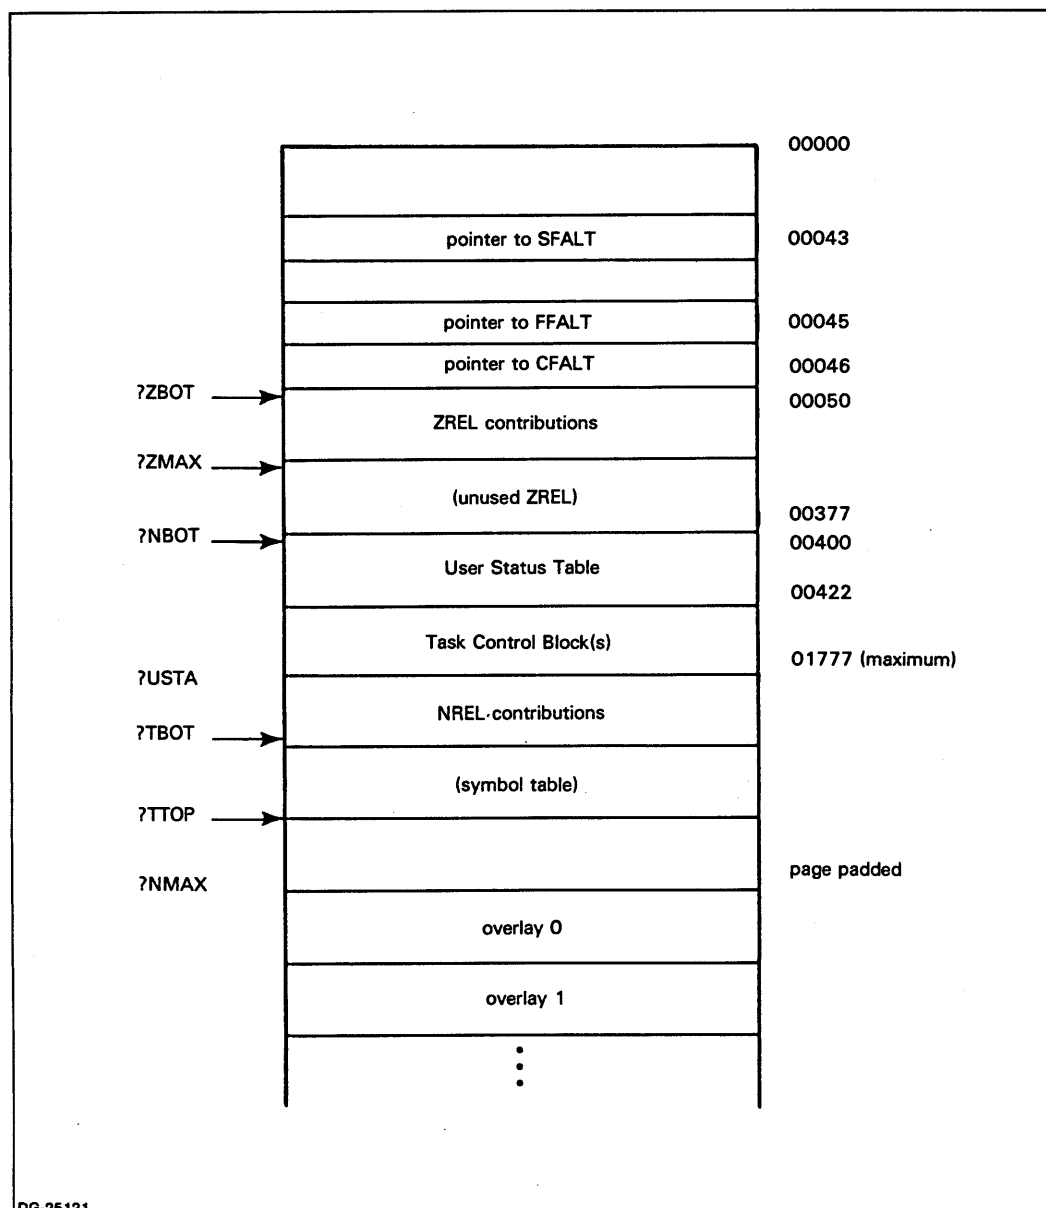 00000
pointer to SFALT 00043
pointer to FFALT 00045
pointer to CFALT 00046
?ZBOT 00050
ZREL contributions
?ZMAX
(unused ZREL)
00377
?NBOT 00400
User Status Table
00422
Task Control Block(s)
01777 (maximum)
?USTA
NREL contributions
?TBOT
(symbol table)
?TTOP
page padded
?NMAX
overlay 0
overlay 1
DG-25121